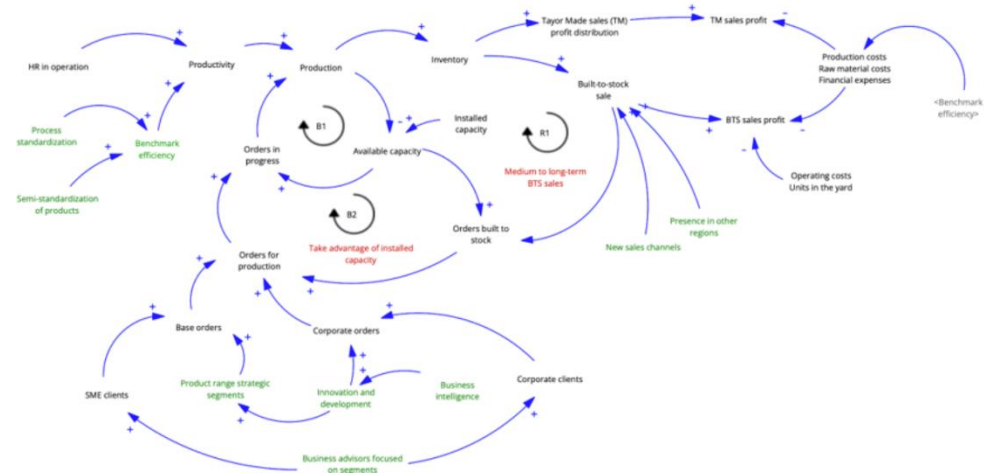 Tayor Made sales (TM)
profit distribution
TM sales profit
HR in operation
Productivity
Production
Inventory
Production costs
Raw material costs
Financial expenses
Built-to-stock
sale
<Benchmark
efficiency>
Process
standardization
Benchmark
efficiency
B1
Installed
capacity
R1
BTS sales profit
Orders in
progress
Available capacity
Medium to long-term
BTS sales
Operating costs
Units in the yard
Semi-standardization
of products
B2
Orders built to
stock
Presence in other
regions
New sales channels
Take advantage of installed
capacity
Orders for
production
Base orders
Corporate orders
SME clients
Product range strategic
segments
Innovation and
development
Business
intelligence
Corporate clients
Business advisors focused
on segments